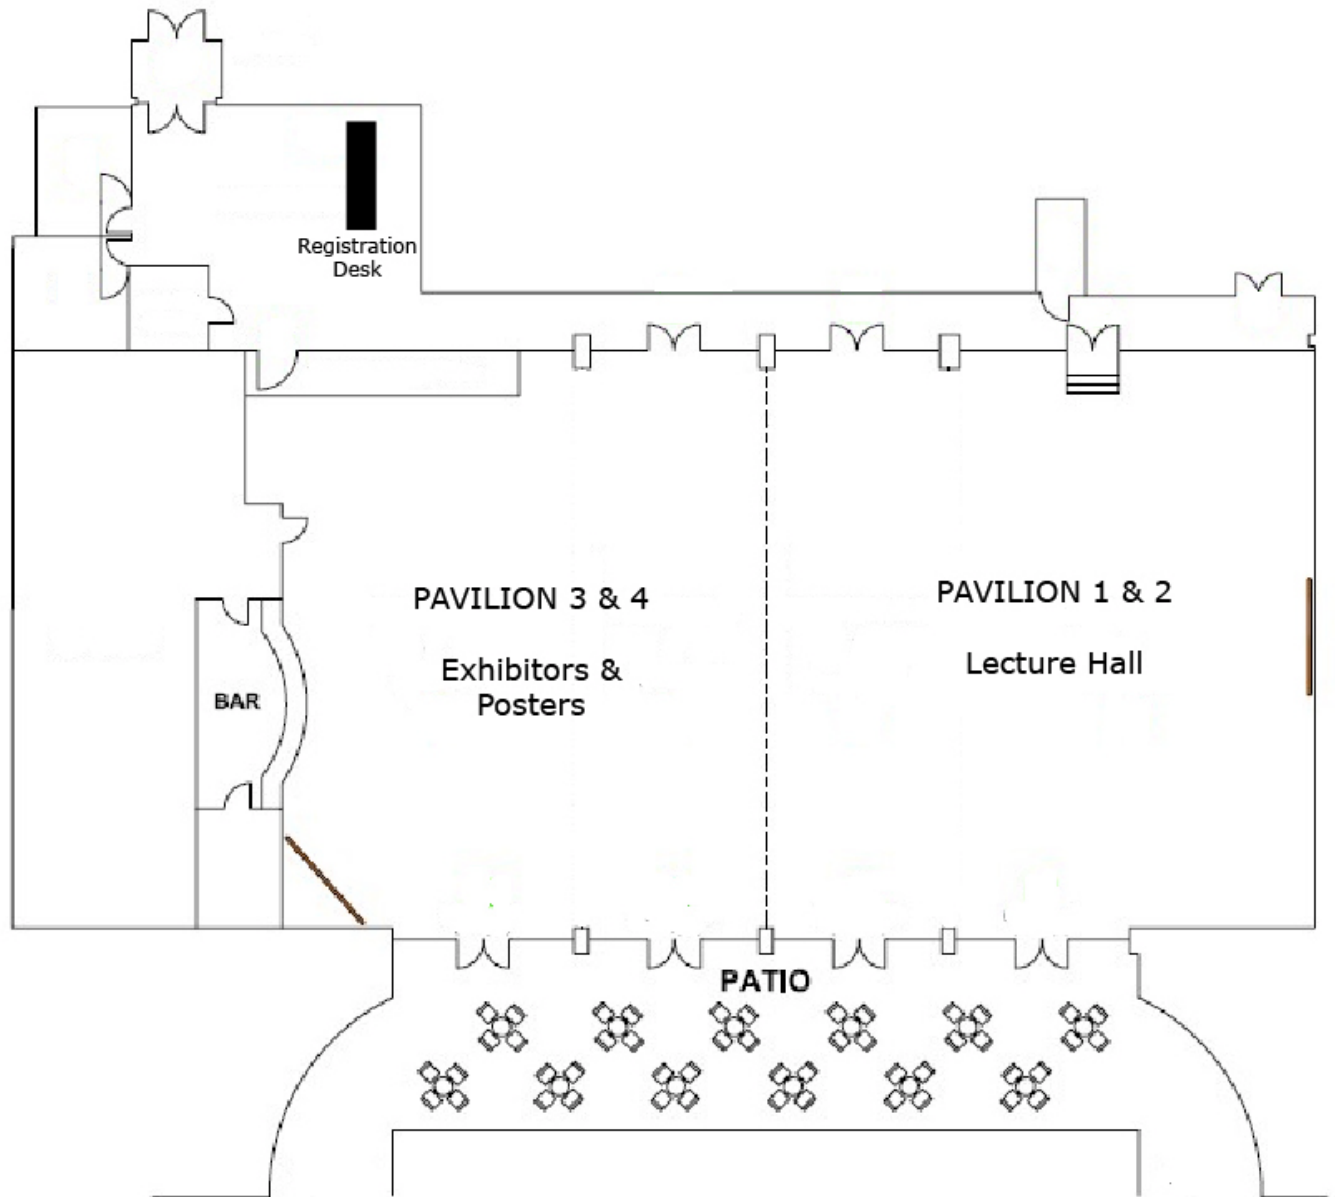 Registration
Desk
PAVILION 3 & 4
Exhibitors &
Posters
PAVILION 1 & 2
Lecture Hall
BAR
PATIO